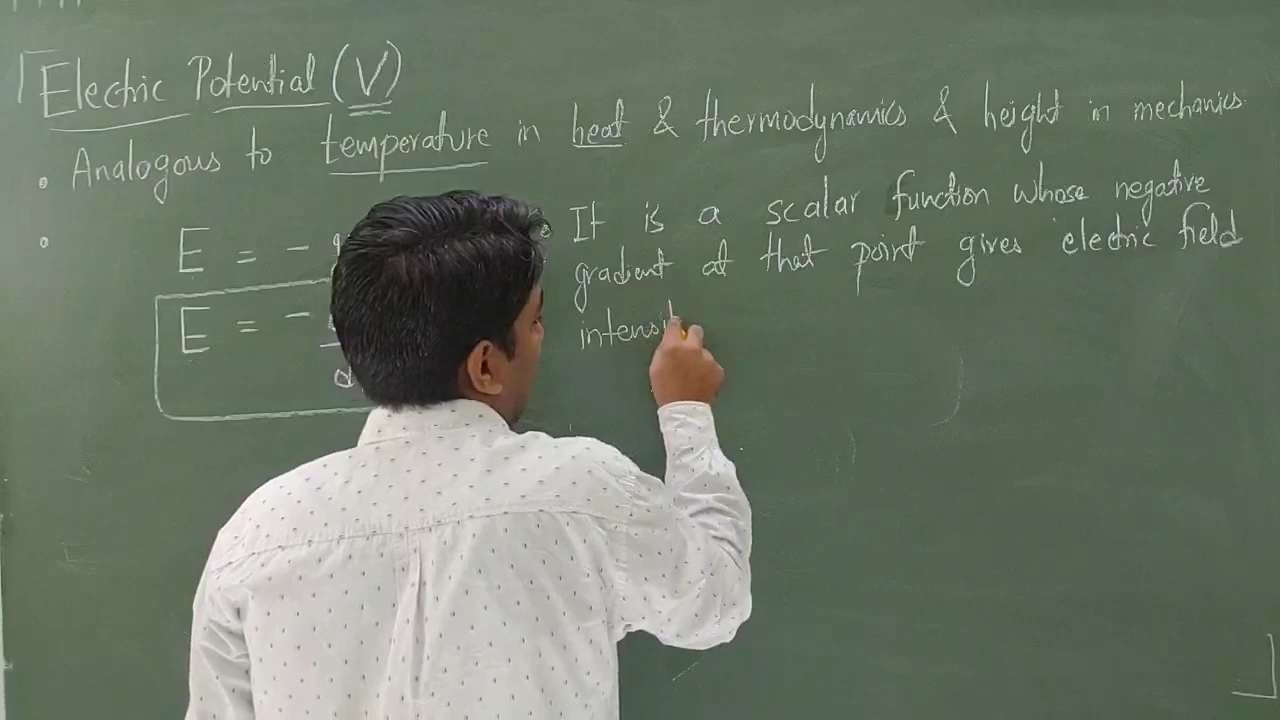 Electric Potential (V)
• Analogous to temperature in heat & thermodynamics & height in mechanics
• E = -
E = -
• It is a scalar function whose negative
gradient at that point gives electric field
intensi